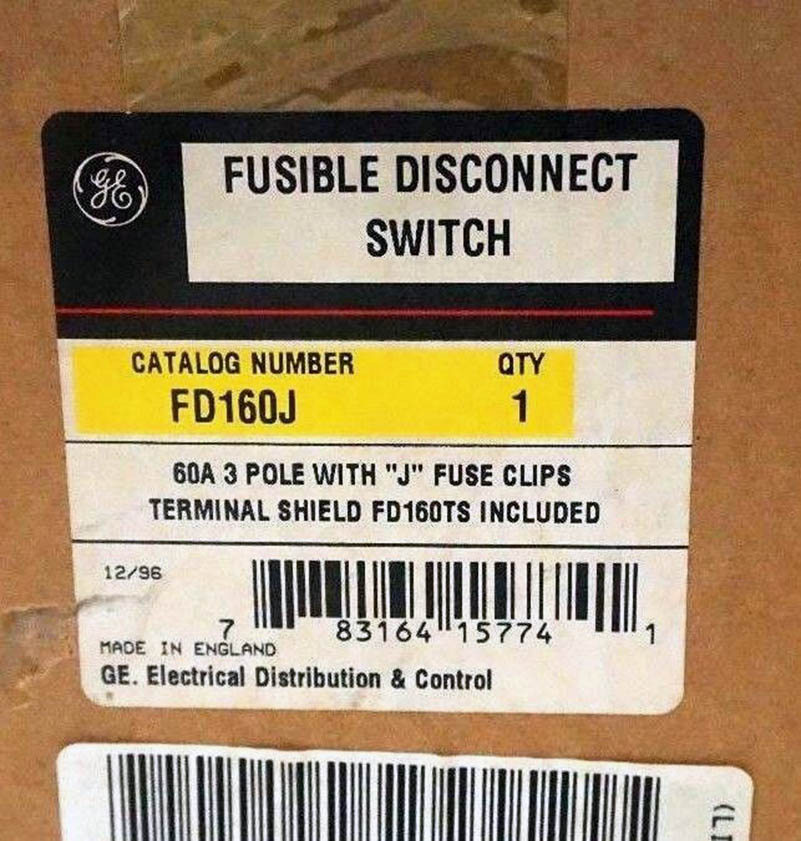 GE
FUSIBLE DISCONNECT
SWITCH
CATALOG NUMBER QTY
FD160J 1
60A 3 POLE WITH "J" FUSE CLIPS
TERMINAL SHIELD FD160TS INCLUDED
12/96
7 83164 15774 1
MADE IN ENGLAND
GE. Electrical Distribution & Control